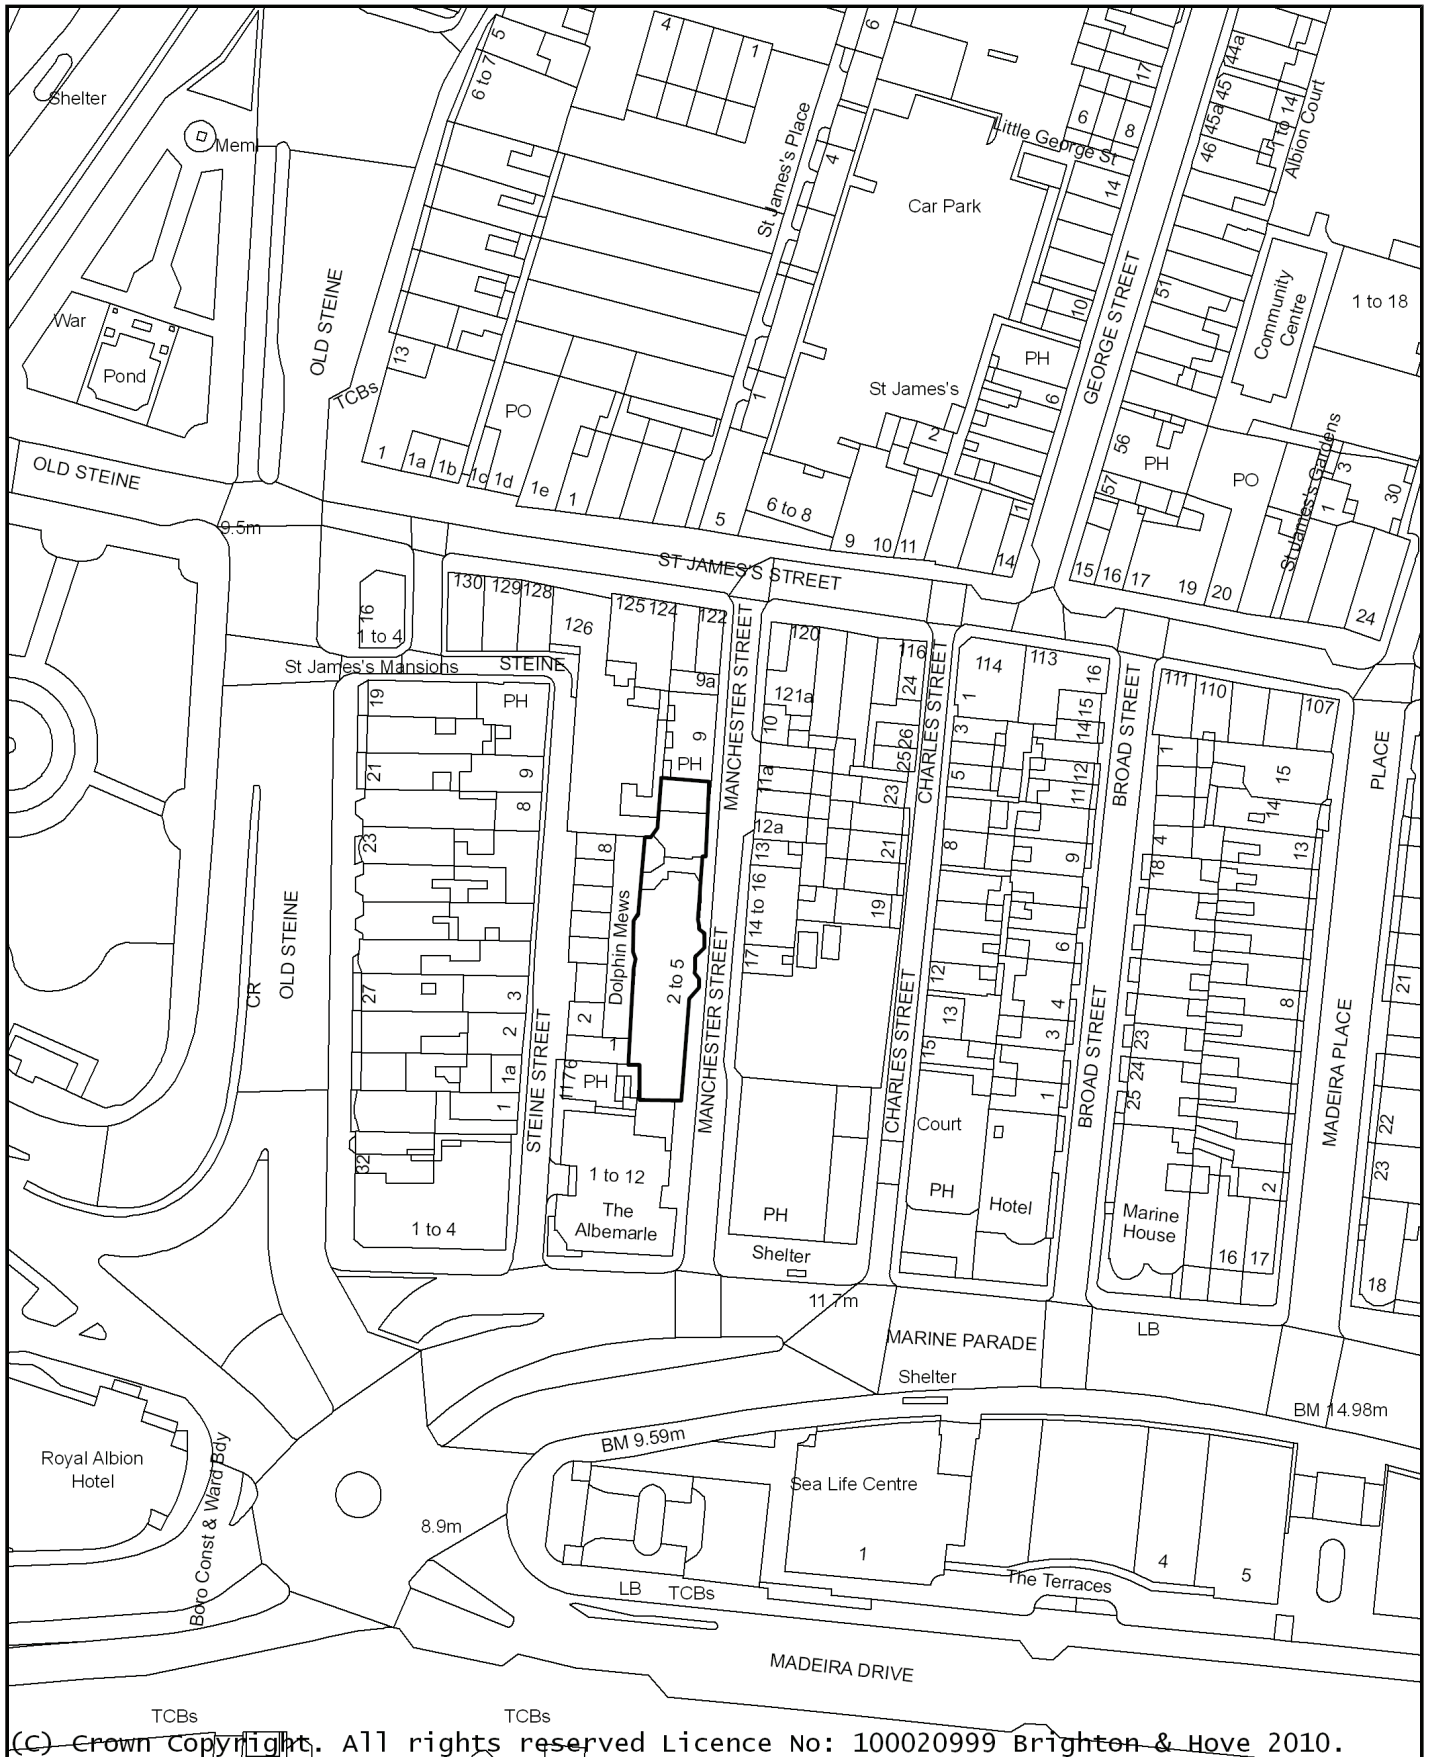 5
6 to 7
4
1
6
17
44a
45
45a
46
1 to 14
Albion Court
Shelter
Meml
St James's Place
4
6
8
Little George St
14
Car Park
War
Pond
OLD STEINE
TCBs
13
PO
1
St James's
2
PH
10
6
GEORGE STREET
51
Community
Centre
1 to 18
56
PH
57
PO
St James's Gardens
3
1
30
OLD STEINE
9.5m
1
1a
1b
1c
1d
1e
1
5
6 to 8
9
10
11
1
14
15
16
17
19
20
24
ST JAMES'S STREET
16
1 to 4
St James's Mansions
130
129
128
126
125
124
122
STEINE
9a
9
PH
MANCHESTER STREET
120
121a
116
24
10
11a
25
26
23
12a
13
21
14 to 16
19
17
CHARLES STREET
114
113
16
1
15
14
3
5
12
11
8
9
6
12
13
4
3
15
1
BROAD STREET
111
110
107
1
15
14
4
18
13
8
23
24
25
2
PLACE
21
MADEIRA PLACE
22
23
18
19
PH
21
9
8
23
27
3
2
1a
1
32
1 to 4
OLD STEINE
CR
STEINE STREET
8
Dolphin Mews
2
1
2 to 5
1176
PH
1 to 12
The
Albemarle
MANCHESTER STREET
PH
Shelter
CHARLES STREET
Court
PH
Hotel
BROAD STREET
Marine
House
16
17
11.7m
MARINE PARADE
LB
Shelter
BM 14.98m
BM 9.59m
Royal Albion
Hotel
Boro Const & Ward Bdy
8.9m
Sea Life Centre
1
4
5
The Terraces
LB
TCBs
MADEIRA DRIVE
TCBs
TCBs
(C) Crown Copyright. All rights reserved Licence No: 100020999 Brighton & Hove 2010.